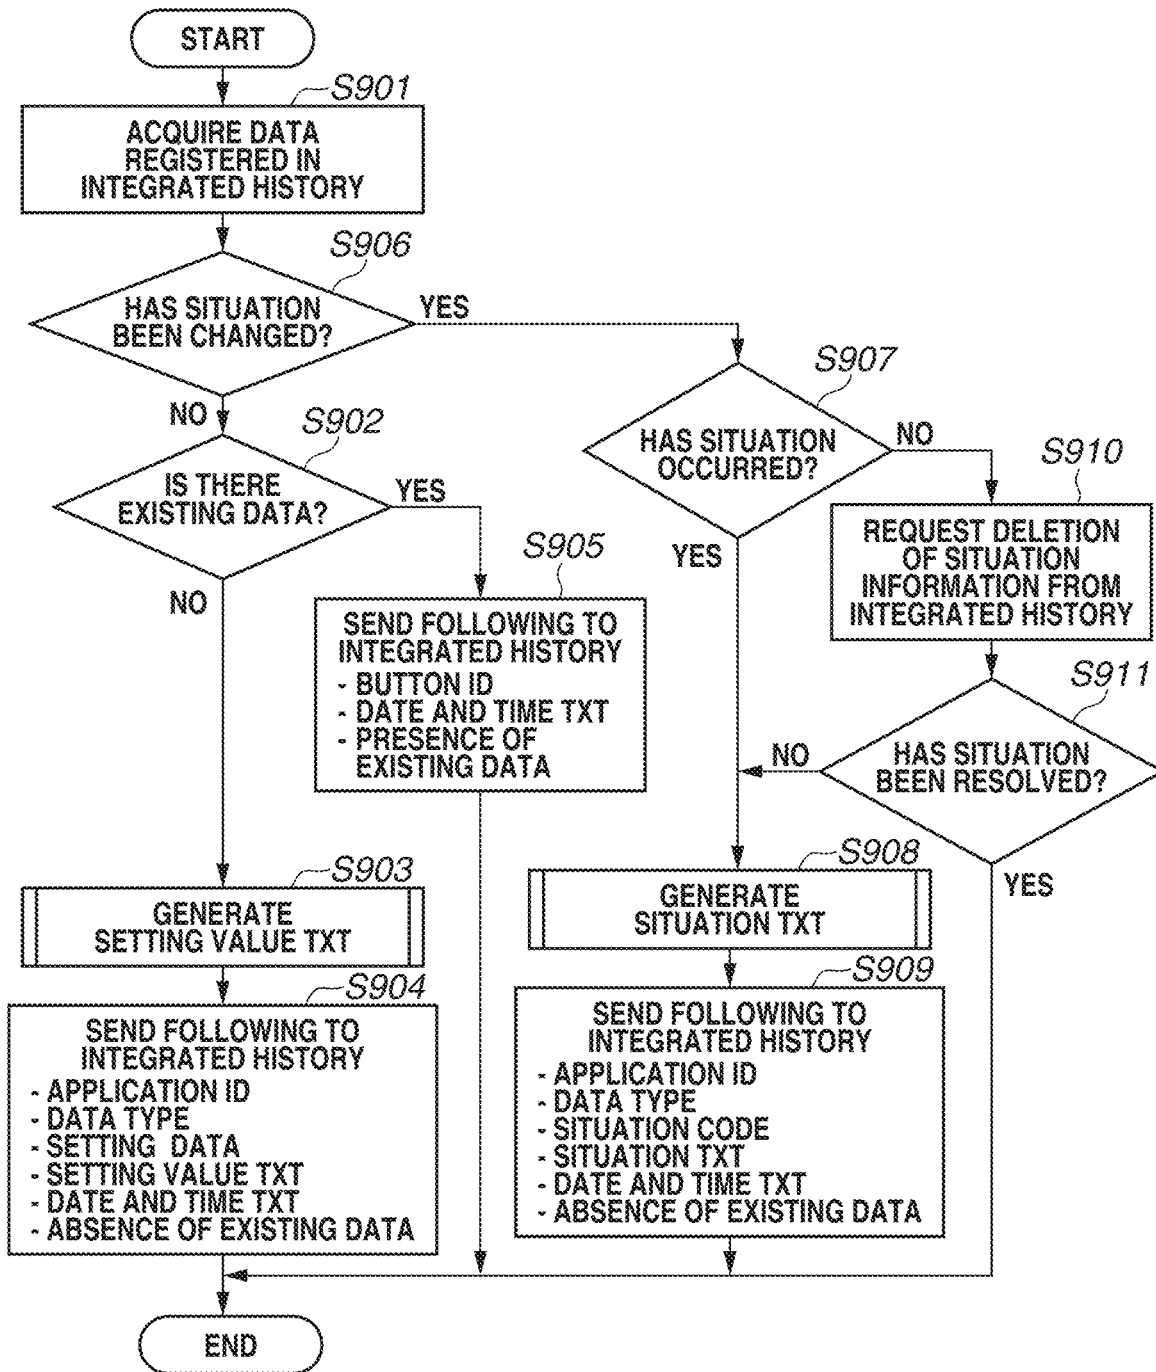 START
S901
ACQUIRE DATA
REGISTERED IN
INTEGRATED HISTORY
S906
HAS SITUATION
BEEN CHANGED?
YES
NO
S902
IS THERE
EXISTING DATA?
YES
NO
S905
SEND FOLLOWING TO
INTEGRATED HISTORY
- BUTTON ID
- DATE AND TIME TXT
- PRESENCE OF
EXISTING DATA
S907
HAS SITUATION
OCCURRED?
NO
YES
S910
REQUEST DELETION
OF SITUATION
INFORMATION FROM
INTEGRATED HISTORY
S911
HAS SITUATION
BEEN RESOLVED?
NO
YES
S903
GENERATE
SETTING VALUE TXT
S904
SEND FOLLOWING TO
INTEGRATED HISTORY
- APPLICATION ID
- DATA TYPE
- SETTING DATA
- SETTING VALUE TXT
- DATE AND TIME TXT
- ABSENCE OF EXISTING DATA
S908
GENERATE
SITUATION TXT
S909
SEND FOLLOWING TO
INTEGRATED HISTORY
- APPLICATION ID
- DATA TYPE
- SITUATION CODE
- SITUATION TXT
- DATE AND TIME TXT
- ABSENCE OF EXISTING DATA
END